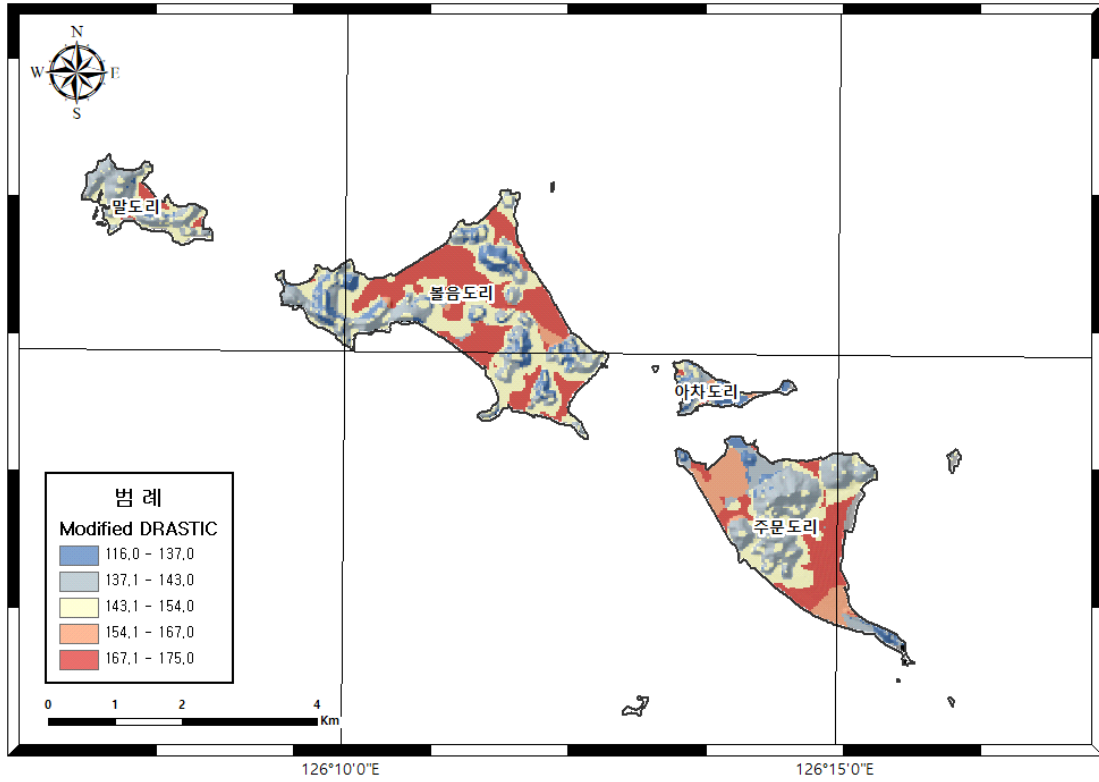 N
W E
S
말도리
볼음도리
아차도리
주문도리
범 례
Modified DRASTIC
116,0 - 137,0
137,1 - 143,0
143,1 - 154,0
154,1 - 167,0
167,1 - 175,0
0 1 2 4
Km
126°10'0"E 126°15'0"E